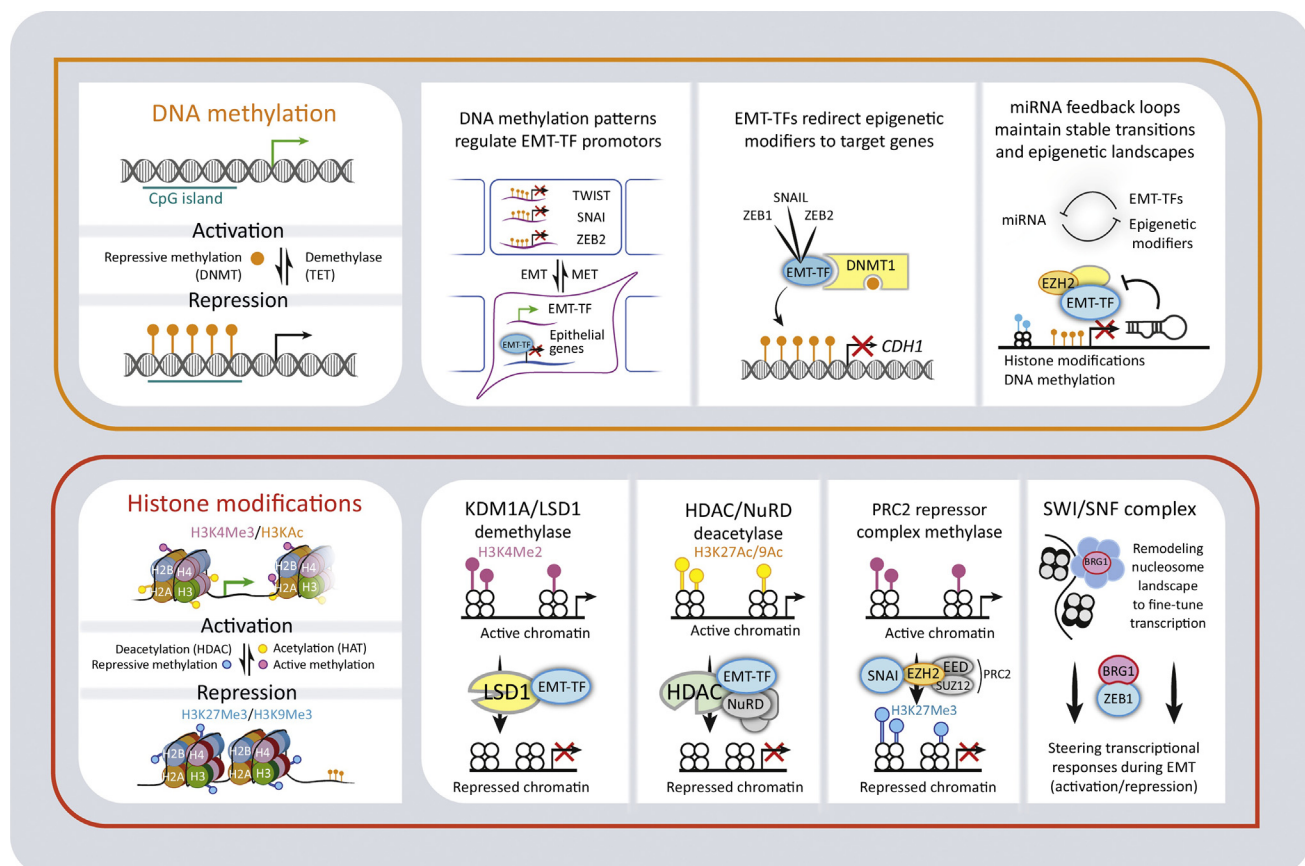 DNA methylation
CpG island
Activation
Repressive methylation
(DNMT)
Demethylase
(TET)
Repression
DNA methylation patterns
regulate EMT-TF promotors
TWIST
SNAI
ZEB2
EMT
MET
EMT-TF
Epithelial
genes
EMT-TF
EMT-TFs redirect epigenetic
modifiers to target genes
SNAIL
ZEB1
ZEB2
EMT-TF
DNMT1
CDH1
miRNA feedback loops
maintain stable transitions
and epigenetic landscapes
miRNA
EMT-TFs
Epigenetic
modifiers
EZH2
EMT-TF
Histone modifications
DNA methylation
Histone modifications
H3K4Me3/H3KAc
H2B
H4
H2A
H3
H2B
H4
H2A
H3
Activation
Deacetylation (HDAC)
Repressive methylation
Acetylation (HAT)
Active methylation
Repression
H3K27Me3/H3K9Me3
H2B
H4
H2A
H3
H2B
H4
H2A
H3
KDM1A/LSD1
demethylase
H3K4Me2
Active chromatin
LSD1
EMT-TF
Repressed chromatin
HDAC/NuRD
deacetylase
H3K27Ac/9Ac
Active chromatin
HDAC
EMT-TF
NuRD
Repressed chromatin
PRC2 repressor
complex methylase
Active chromatin
SNAI
EZH2
EED
SUZ12
PRC2
H3K27Me3
Repressed chromatin
SWI/SNF complex
BRG1
Remodeling
nucleosome
landscape
to fine-tune
transcription
BRG1
ZEB1
Steering transcriptional
responses during EMT
(activation/repression)